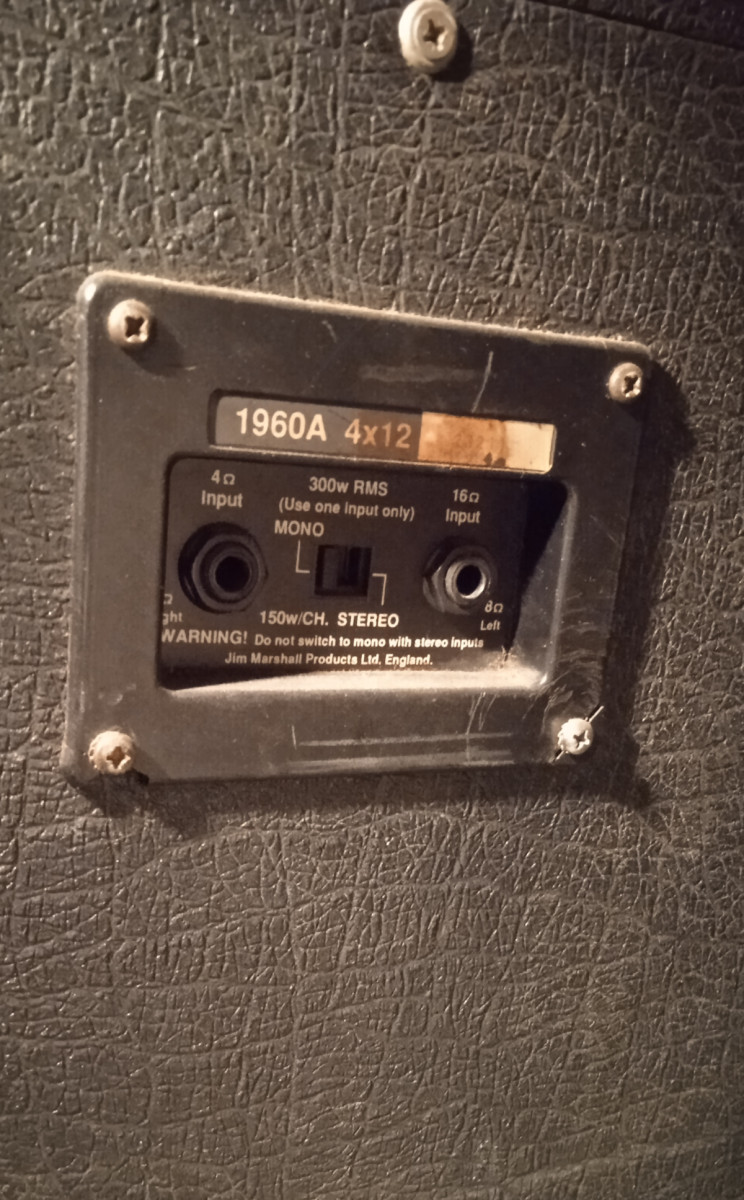 1960A 4x12
4Ω
Input
300w RMS
(Use one input only)
16Ω
Input
MONO
Ω
ght
150w/CH. STEREO
8Ω
Left
WARNING! Do not switch to mono with stereo inputs
Jim Marshall Products Ltd. England.